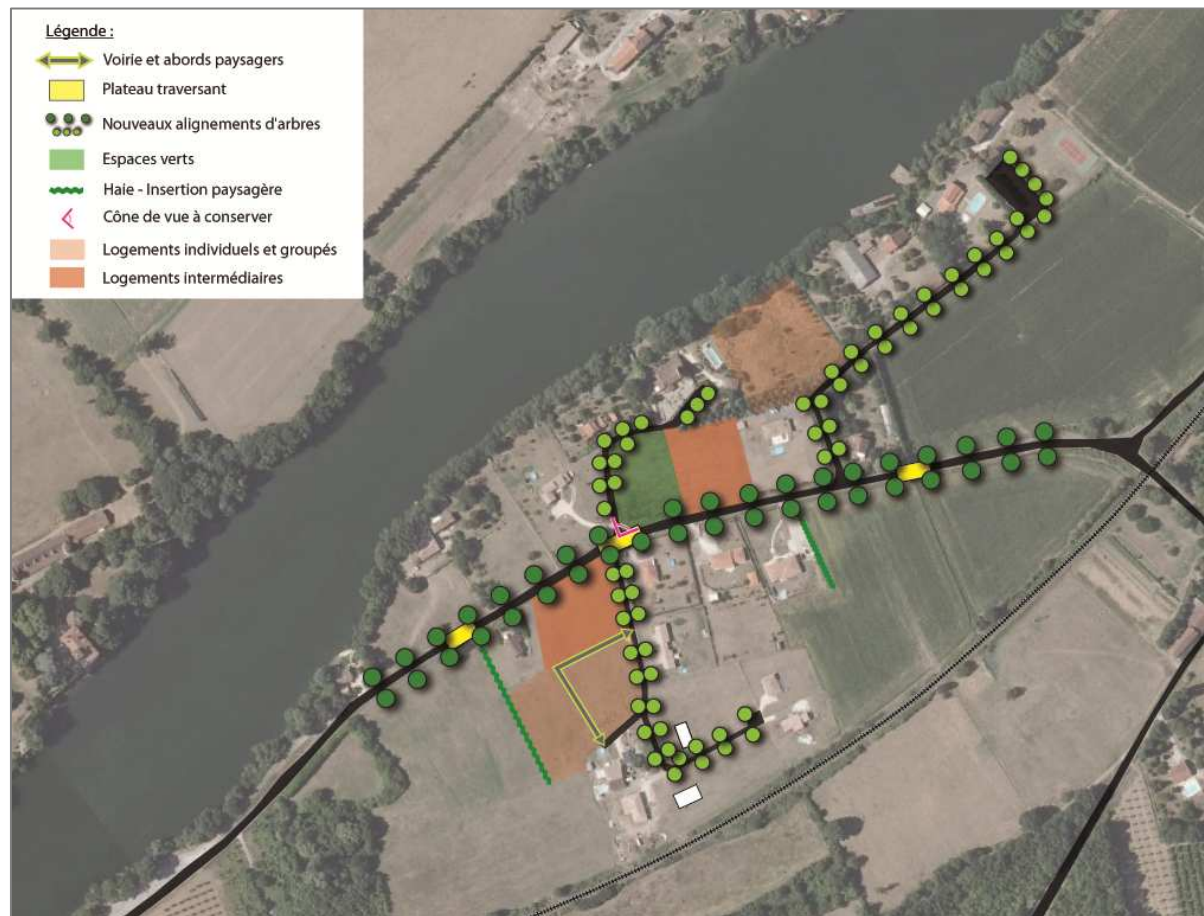 Légende :
Voirie et abords paysagers
Plateau traversant
Nouveaux alignements d'arbres
Espaces verts
Haie - Insertion paysagère
Cône de vue à conserver
Logements individuels et groupés
Logements intermédiaires